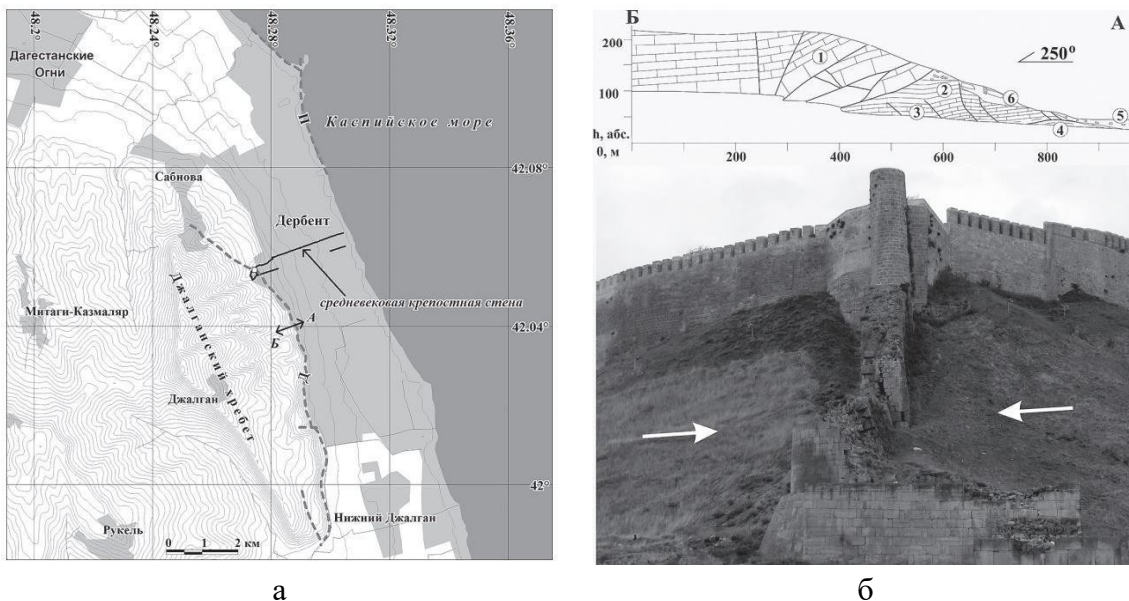 48.2°
48.24°
48.28°
48.32°
48.36°
Дагестанские
Огни
П
Каспийское море
42.08°
Сабнова
Дербент
средневековая крепостная стена
Митаги-Казмаляр
А
42.04°
Б
Джалганский хребет
Д
Джалган
42°
Нижний Джалган
Рукель
0 1 2 км
а
Б
А
200
1
250°
2
6
100
3
5
4
h, абс.
0, м
200
400
600
800
б